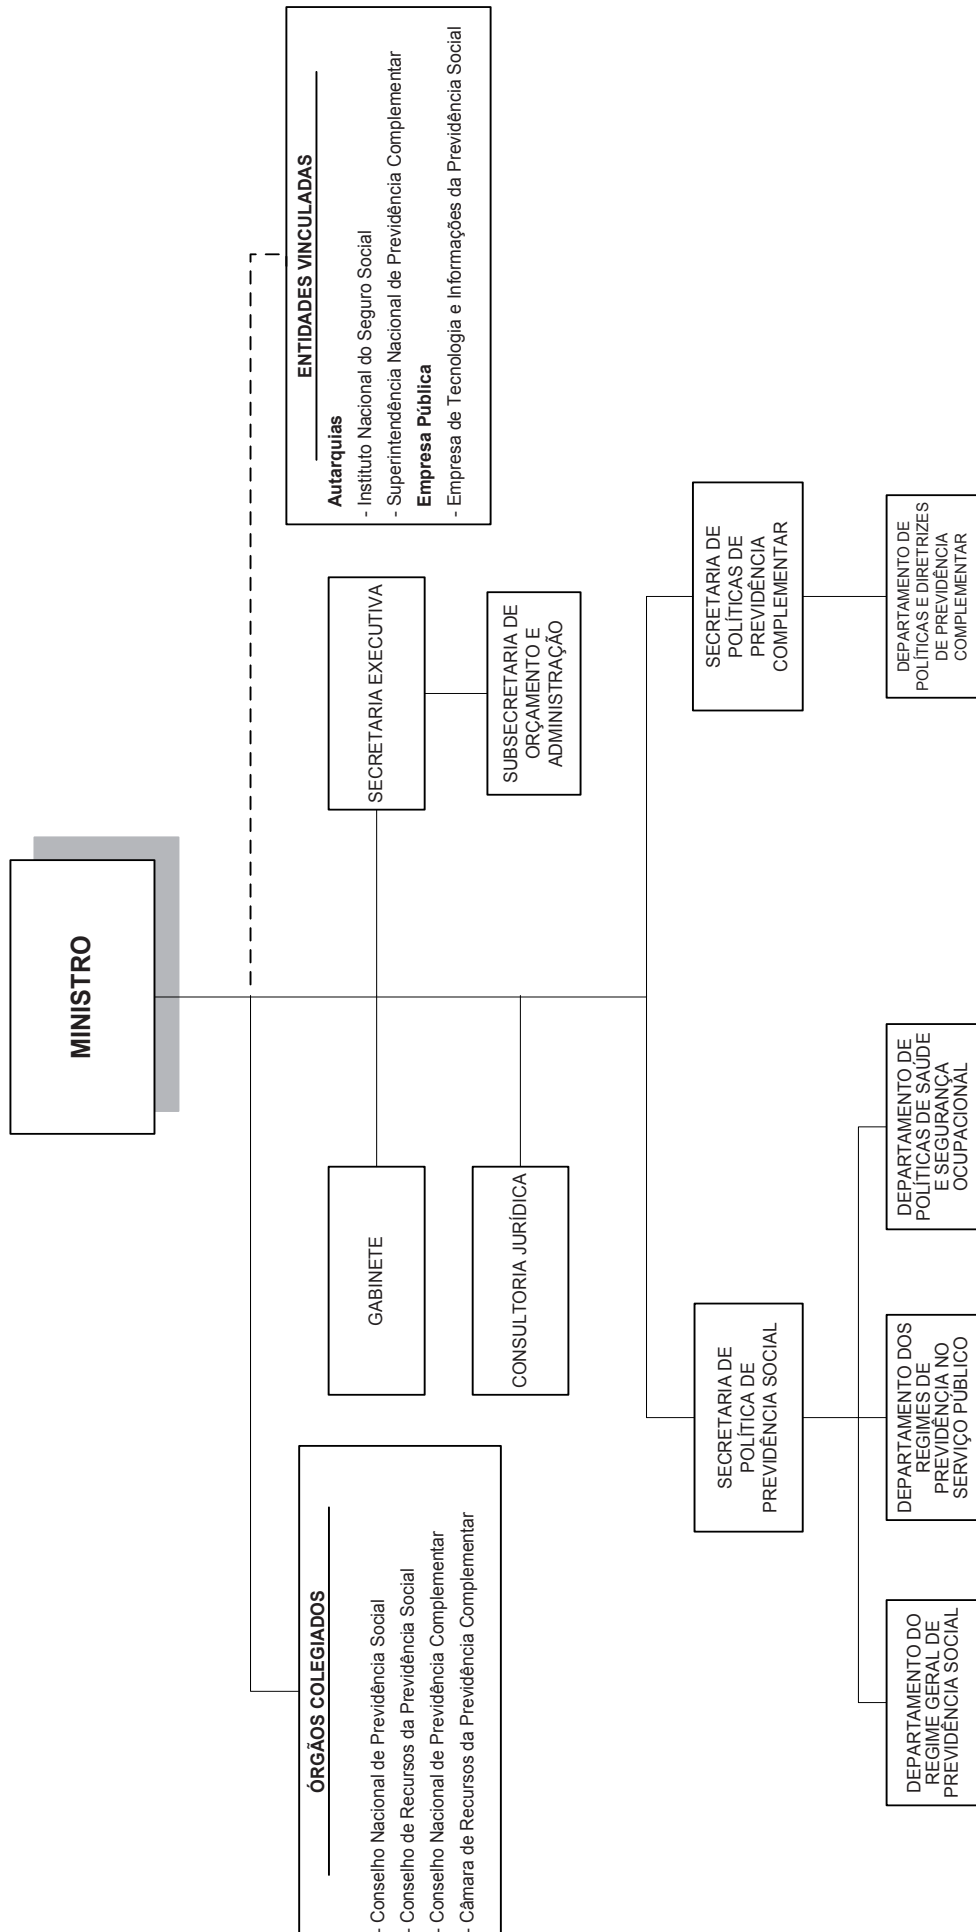 MINISTRO
ÓRGÃOS COLEGIADOS
- Conselho Nacional de Previdência Social
- Conselho de Recursos da Previdência Social
- Conselho Nacional de Previdência Complementar
- Câmara de Recursos da Previdência Complementar
ENTIDADES VINCULADAS
Autarquias
- Instituto Nacional do Seguro Social
- Superintendência Nacional de Previdência Complementar
Empresa Pública
- Empresa de Tecnologia e Informações da Previdência Social
GABINETE
SECRETARIA EXECUTIVA
CONSULTORIA JURÍDICA
SUBSECRETARIA DE
ORÇAMENTO E
ADMINISTRAÇÃO
SECRETARIA DE
POLÍTICA DE
PREVIDÊNCIA SOCIAL
SECRETARIA DE
POLÍTICAS DE
PREVIDÊNCIA
COMPLEMENTAR
DEPARTAMENTO DO
REGIME GERAL DE
PREVIDÊNCIA SOCIAL
DEPARTAMENTO DOS
REGIMES DE
PREVIDÊNCIA NO
SERVIÇO PÚBLICO
DEPARTAMENTO DE
POLÍTICAS DE SAÚDE
E SEGURANÇA
OCUPACIONAL
DEPARTAMENTO DE
POLÍTICAS E DIRETRIZES
DE PREVIDÊNCIA
COMPLEMENTAR